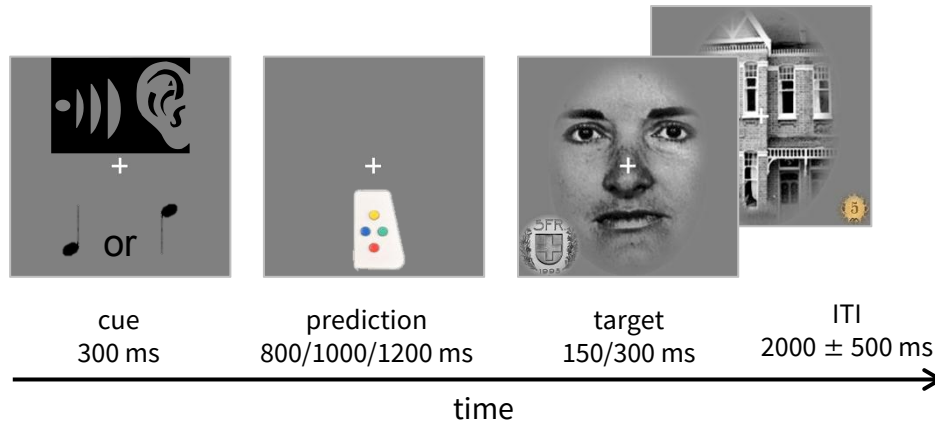 or
5FR.
1995
5
cue
300 ms
prediction
800/1000/1200 ms
target
150/300 ms
ITI
2000 ± 500 ms
time